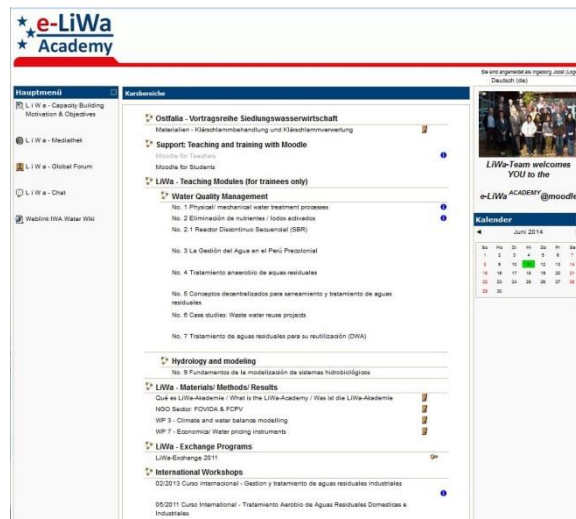 e-LiWa
Academy
Sie sind angemeldet als Ingeborg Joost (Logo
Deutsch (de)
Hauptmenü
L i W a - Capacity Building
Motivation & Objectives
L i W a - Mediathek
L i W a - Global Forum
L i W a - Chat
Weblink IWA Water Wiki
Kursbereiche
Ostfalia - Vortragsreihe Siedlungswasserwirtschaft
Materialien - Klärschlammbehandlung und Klärschlammverwertung
Support: Teaching and training with Moodle
Moodle for Teachers
Moodle for Students
LiWa - Teaching Modules (for trainees only)
Water Quality Management
No. 1 Physical/ mechanical water treatment processes
No. 2 Eliminación de nutrientes / lodos activados
No. 2.1 Reactor Discontinuo Secuencial (SBR)
No. 3 La Gestión del Agua en el Perú Precolonial
No. 4 Tratamiento anaerobio de aguas residuales
No. 5 Conceptos decentralizados para saneamiento y tratamiento de aguas
residuales
No. 6 Case studies: Waste water reuse projects
No. 7 Tratamiento de aguas residuales para su reutilización (DWA)
Hydrology and modeling
No. 9 Fundamentos de la modelización de sistemas hidrobiológicos
LiWa - Materials/ Methods/ Results
Qué es LiWa-Akademie / What is the LiWa-Academy / Was ist die LiWa-Akademie
NGO Sector: FOVIDA & FCPV
WP 3 - Climate and water balance modelling
WP 7 - Economics/ Water pricing instruments
LiWa - Exchange Programs
LiWa-Exchange 2011
International Workshops
02/2013 Curso internacional - Gestion y tratamiento de aguas residuales industriales
05/2011 Curso International - Tratamiento Aerobio de Aguas Residuales Domesticas e
Industriales
LiWa-Team welcomes
YOU to the
e-LiWa ACADEMY@moodle
Kalender
Juni 2014
So Mo Di Mi Do Fr Sa
1 2 3 4 5 6 7
8 9 10 11 12 13 14
15 16 17 18 19 20 21
22 23 24 25 26 27 28
29 30